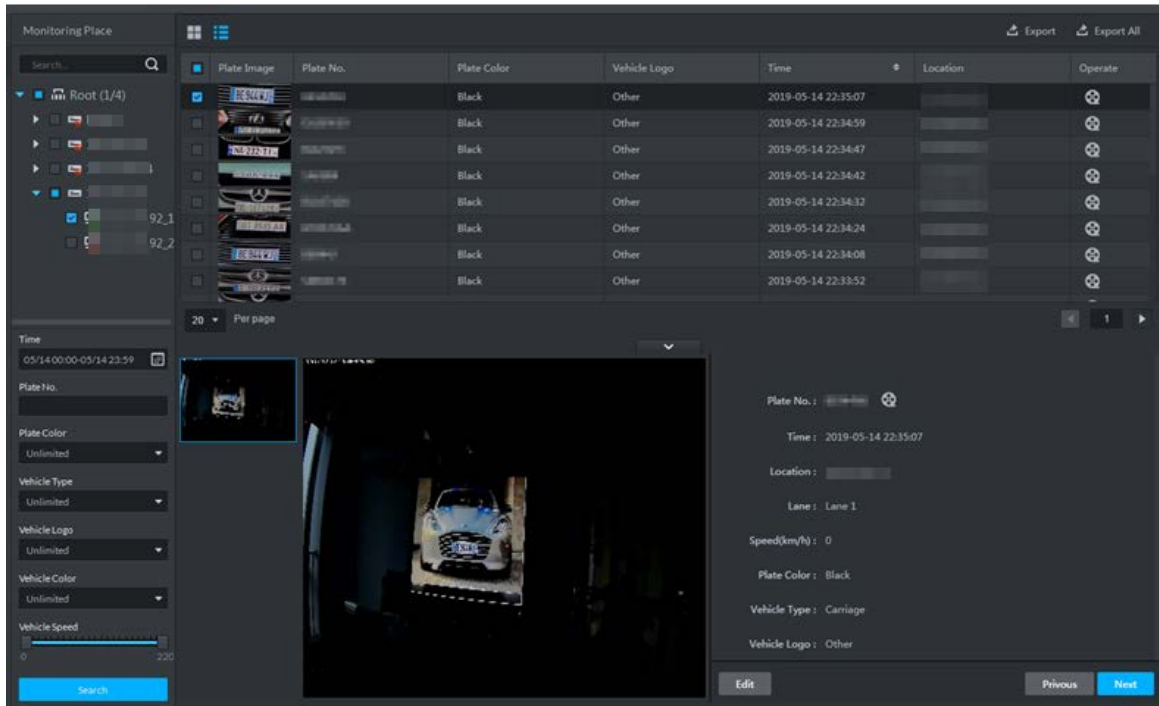 Monitoring Place
Export Export All
Search...
Plate Image Plate No. Plate Color Vehicle Logo Time Location Operate
Root (1/4)
Black Other 2019-05-14 22:35:07
Black Other 2019-05-14 22:34:59
Black Other 2019-05-14 22:34:47
Black Other 2019-05-14 22:34:42
Black Other 2019-05-14 22:34:32
Black Other 2019-05-14 22:34:24
Black Other 2019-05-14 22:34:08
Black Other 2019-05-14 22:33:52
92_1
92_2
20 Per page
1
Time
05/14 00:00-05/14 23:59
Plate No.
Plate Color
Unlimited
Vehicle Type
Unlimited
Vehicle Logo
Unlimited
Vehicle Color
Unlimited
Vehicle Speed
0 220
Search
Plate No. :
Time : 2019-05-14 22:35:07
Location :
Lane : Lane 1
Speed(km/h) : 0
Plate Color : Black
Vehicle Type : Carriage
Vehicle Logo : Other
Edit Privous Next